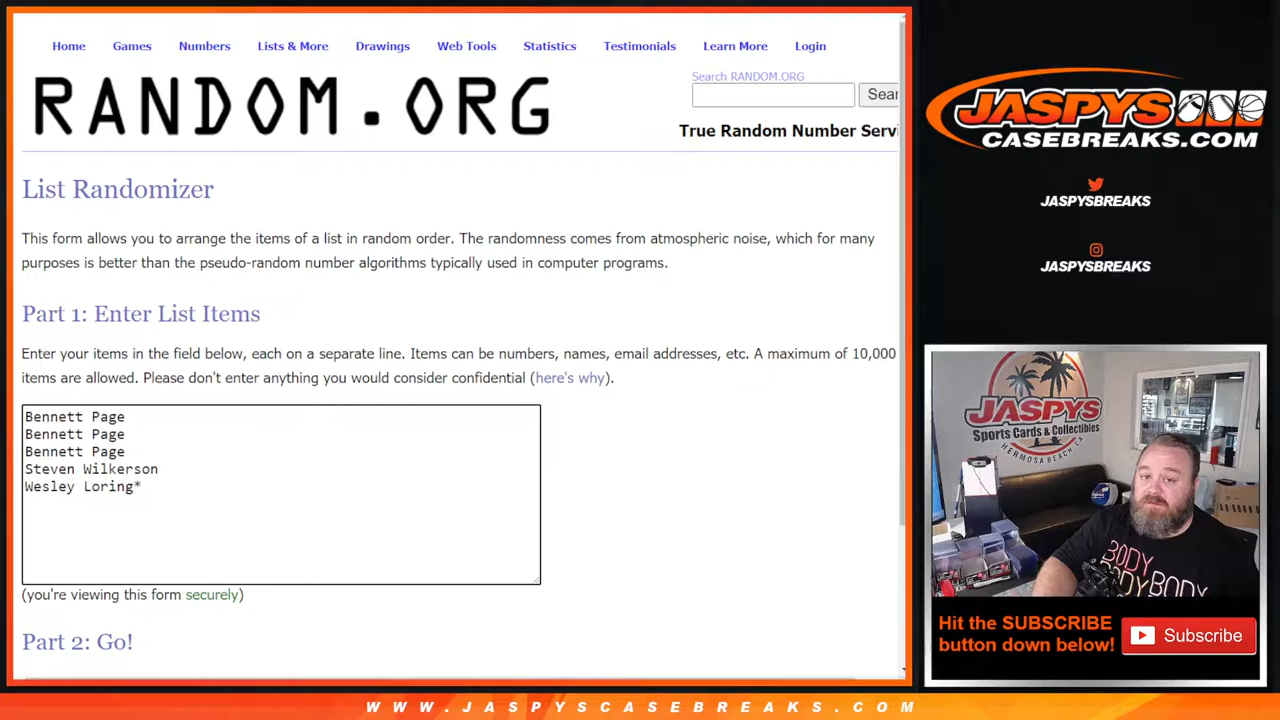 Home Games Numbers Lists & More Drawings Web Tools Statistics Testimonials Learn More Login
RANDOM.ORG
Search RANDOM.ORG
True Random Number
List Randomizer
This form allows you to arrange the items of a list in random order. The randomness comes from atmospheric noise, which for many
purposes is better than the pseudo-random number algorithms typically used in computer programs.
Part 1: Enter List Items
Enter your items in the field below, each on a separate line. Items can be numbers, names, email addresses, etc. A maximum of 10,000
items are allowed. Please don't enter anything you would consider confidential (here's why).
Bennett Page
Bennett Page
Bennett Page
Steven Wilkerson
Wesley Loring*
(you're viewing this form securely)
Part 2: Go!
JASPYS
CASEBREAKS.COM
JASPYSBREAKS
JASPYSBREAKS
JASPYS
Sports Cards & Collectibles
HERMOSA BEACH, CA
BODY
BODY BODY
Hit the SUBSCRIBE
button down below!
Subscribe
WWW.JASPYSCASEBREAKS.COM